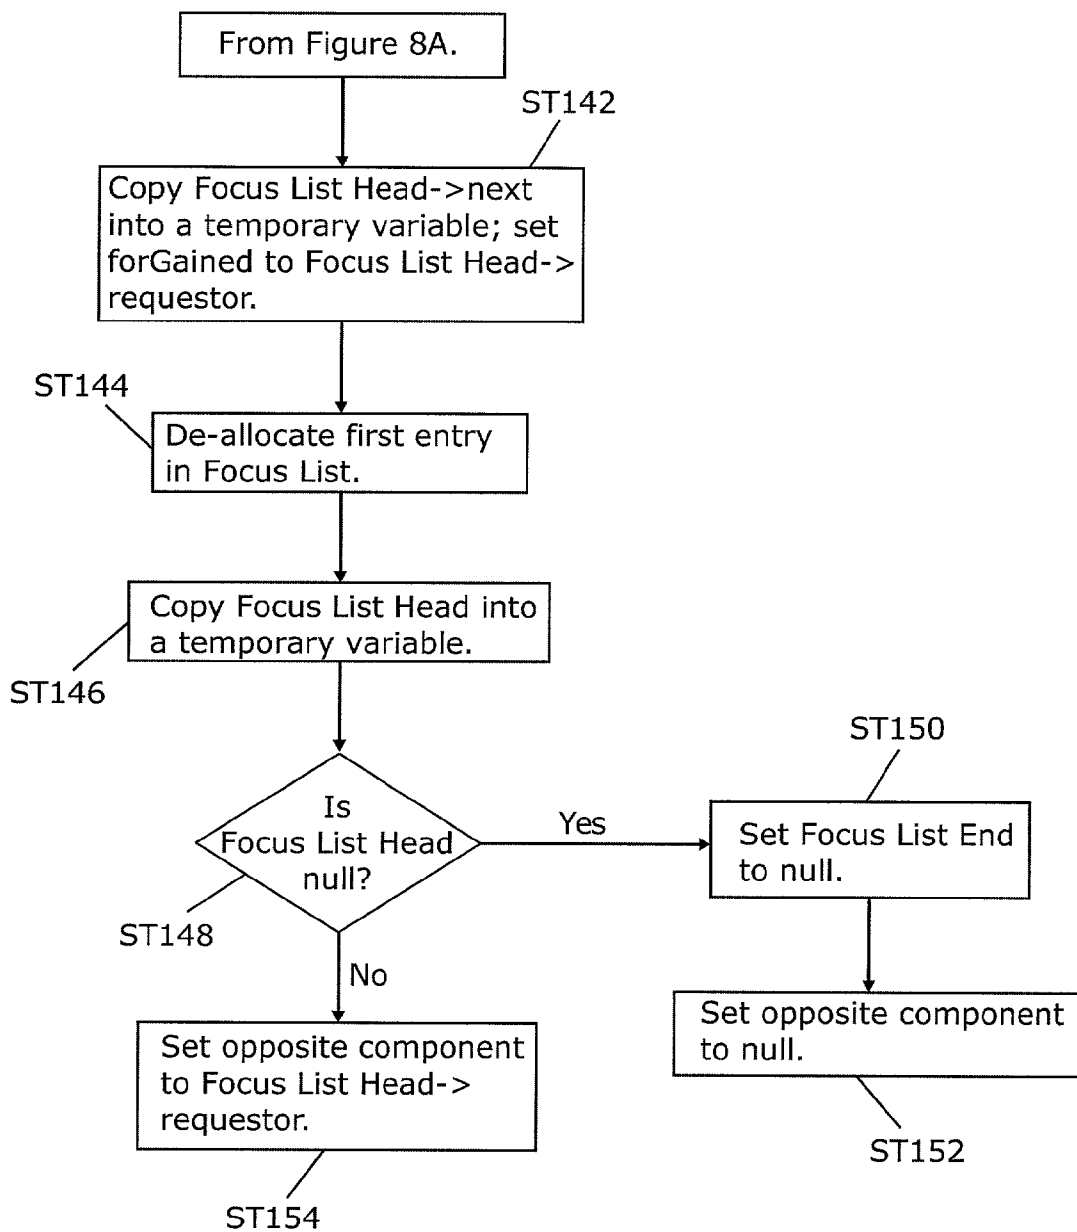 From Figure 8A.
ST142
Copy Focus List Head->next
into a temporary variable; set
forGained to Focus List Head->
requestor.
ST144
De-allocate first entry
in Focus List.
Copy Focus List Head into
a temporary variable.
ST146
Is
Focus List Head
null?
ST148
Yes
ST150
Set Focus List End
to null.
No
Set opposite component
to null.
ST152
Set opposite component
to Focus List Head->
requestor.
ST154